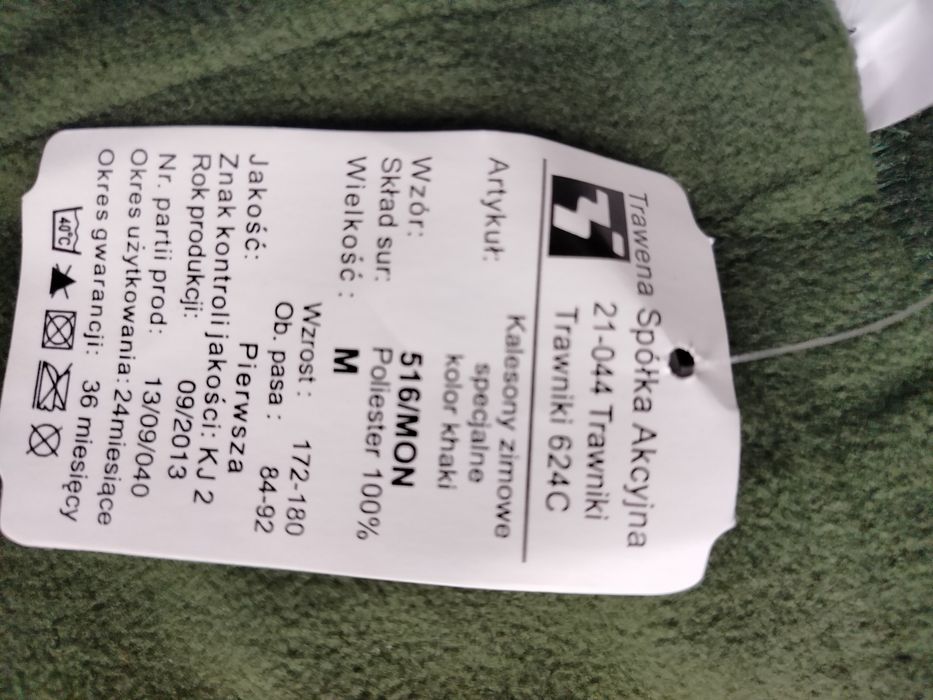 Trawena Spółka Akcyjna
21-044 Trawniki
Trawniki 624C
Artykuł: Kalesony zimowe
specjalne
kolor khaki
Wzór: 516/MON
Skład sur: Poliester 100%
Wielkość : M
Wzrost : 172-180
Ob. pasa : 84-92
Jakość: Pierwsza
Znak kontroli jakości: KJ 2
Rok produkcji: 09/2013
Nr. partii prod: 13/09/040
Okres użytkowania: 24miesiące
Okres gwarancji: 36 miesięcy
40°C